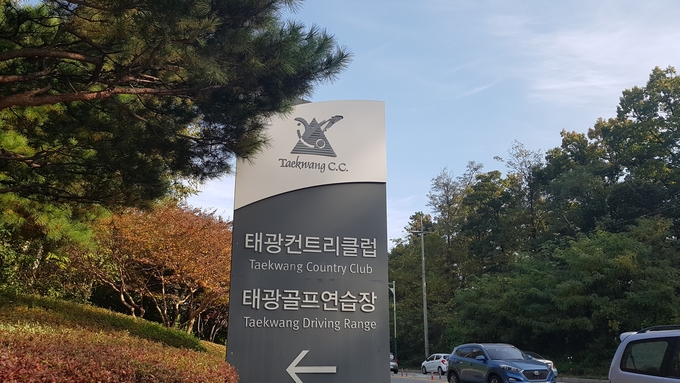 Taekwang C.C.
태광컨트리클럽
Taekwang Country Club
태광골프연습장
Taekwang Driving Range